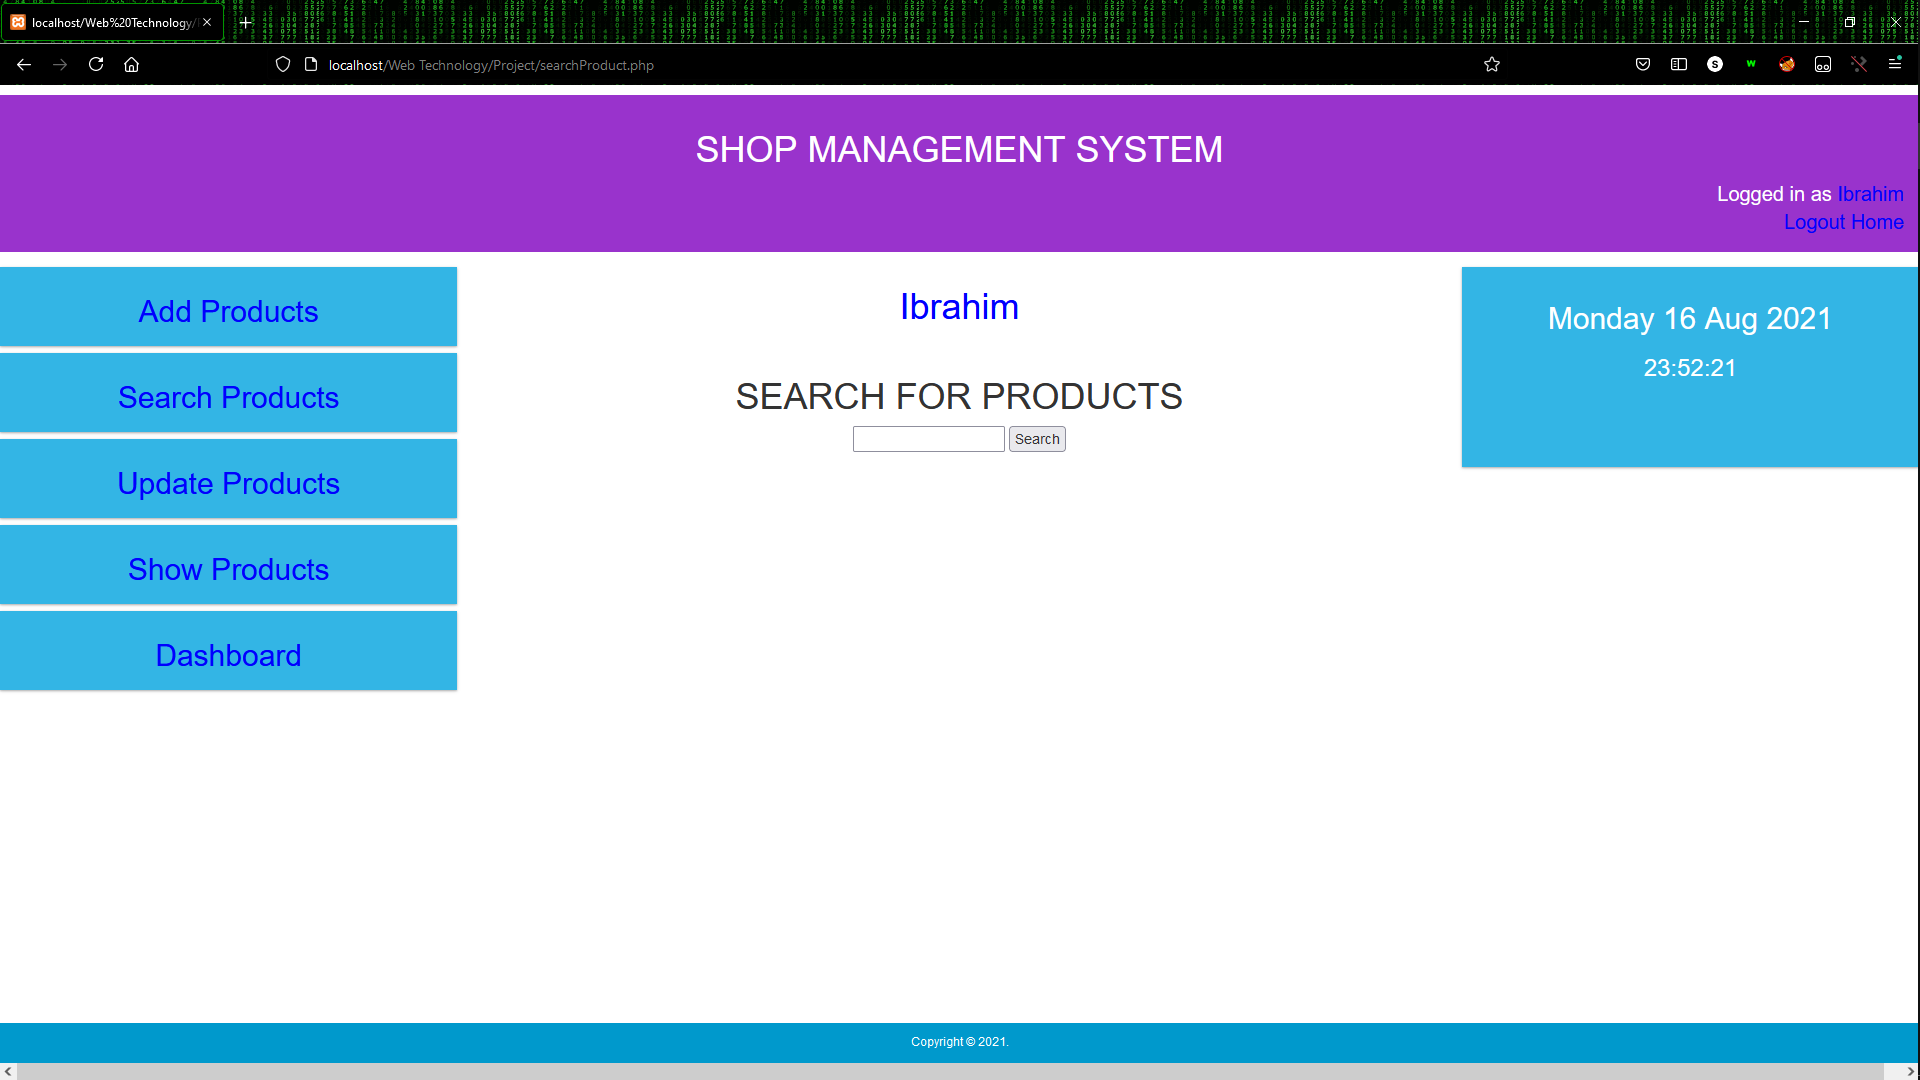 localhost/Web%20Technology/
localhost/Web Technology/Project/searchProduct.php
SHOP MANAGEMENT SYSTEM
Logged in as Ibrahim
Logout Home
Add Products
Search Products
Update Products
Show Products
Dashboard
Ibrahim
SEARCH FOR PRODUCTS
Search
Monday 16 Aug 2021
23:52:21
Copyright © 2021.